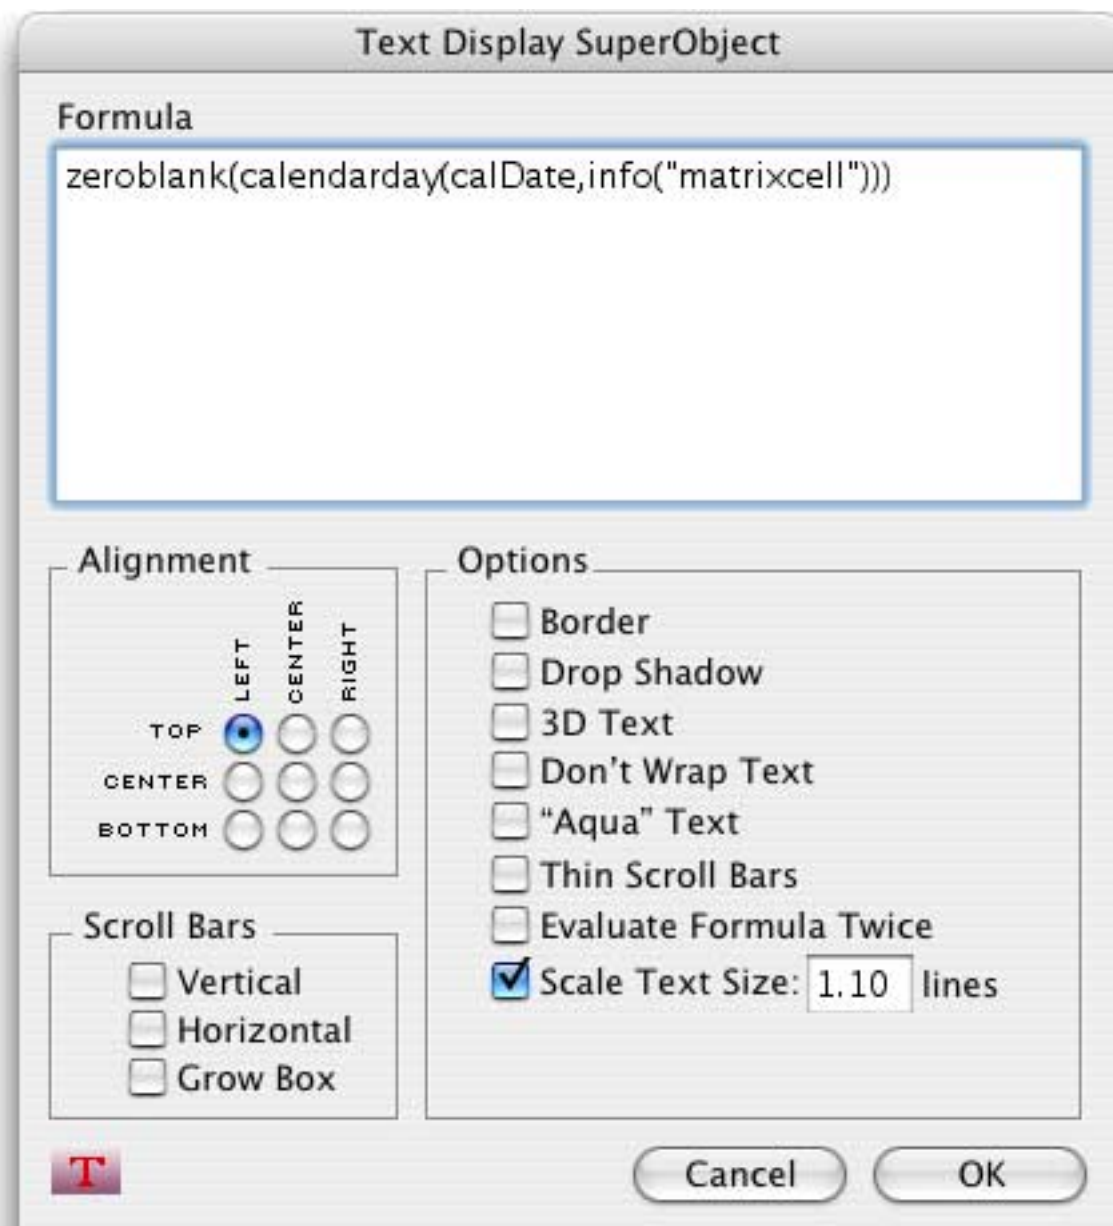 Text Display SuperObject
Formula
zeroblank(calendarday(calDate,info("matrixcell")))
Alignment
LEFT
CENTER
RIGHT
TOP
CENTER
BOTTOM
Scroll Bars
Vertical
Horizontal
Grow Box
Options
Border
Drop Shadow
3D Text
Don’t Wrap Text
“Aqua” Text
Thin Scroll Bars
Evaluate Formula Twice
Scale Text Size: 1.10 lines
T
Cancel
OK